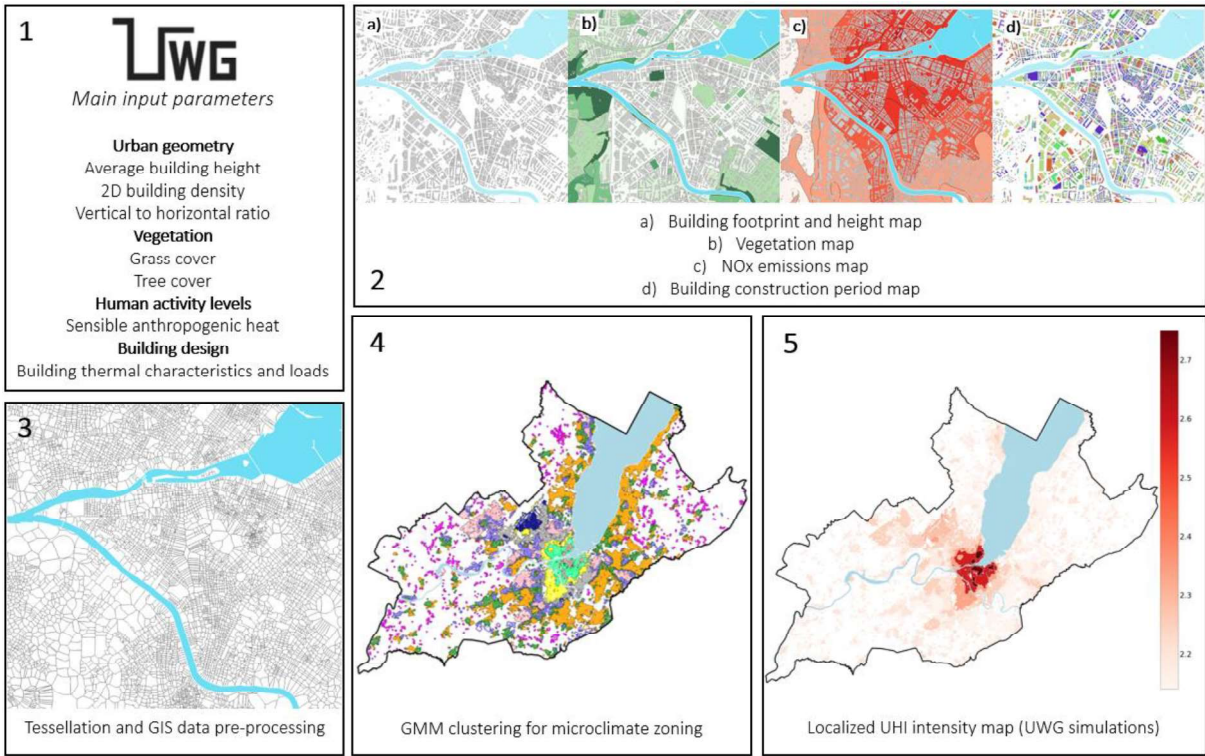 1
UWG
Main input parameters
Urban geometry
Average building height
2D building density
Vertical to horizontal ratio
Vegetation
Grass cover
Tree cover
Human activity levels
Sensible anthropogenic heat
Building design
Building thermal characteristics and loads
2
a)
b)
c)
d)
a) Building footprint and height map
b) Vegetation map
c) NOx emissions map
d) Building construction period map
3
Tessellation and GIS data pre-processing
4
GMM clustering for microclimate zoning
5
2.7
2.6
2.5
2.4
2.3
2.2
Localized UHI intensity map (UWG simulations)